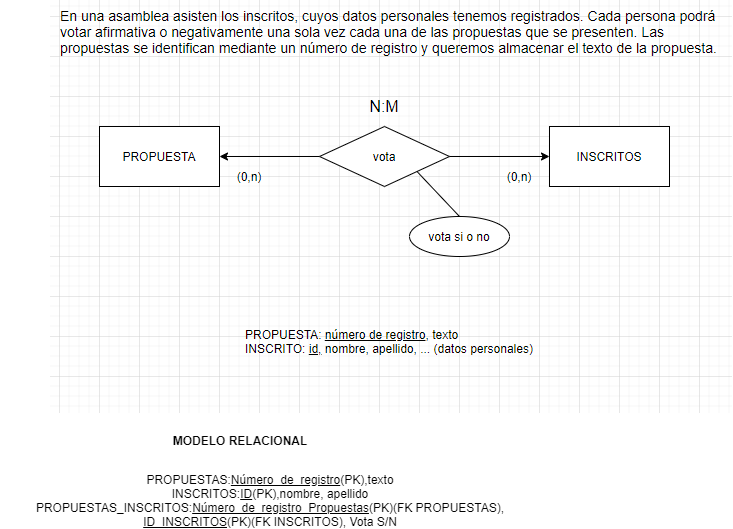 En una asamblea asisten los inscritos, cuyos datos personales tenemos registrados. Cada persona podrá
votar afirmativa o negativamente una sola vez cada una de las propuestas que se presenten. Las
propuestas se identifican mediante un número de registro y queremos almacenar el texto de la propuesta.
N:M
PROPUESTA
vota
INSCRITOS
(0,n)
(0,n)
vota si o no
PROPUESTA: número de registro, texto
INSCRITO: id, nombre, apellido, ... (datos personales)
MODELO RELACIONAL
PROPUESTAS:Número_de_registro(PK),texto
INSCRITOS:ID(PK),nombre, apellido
PROPUESTAS_INSCRITOS:Número_de_registro_Propuestas(PK)(FK PROPUESTAS),
ID_INSCRITOS(PK)(FK INSCRITOS), Vota S/N